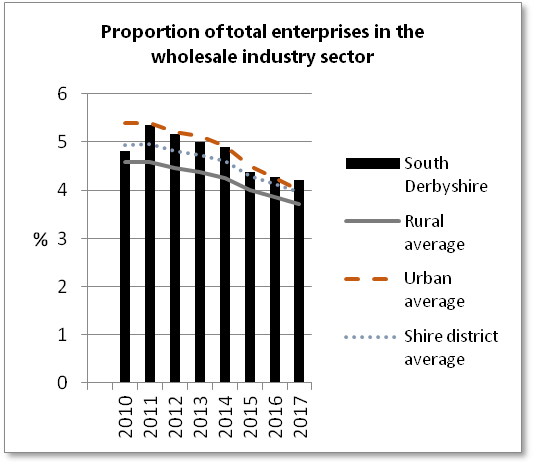 Proportion of total enterprises in the
wholesale industry sector
6
5
4
3
2
1
0
%
2010
2011
2012
2013
2014
2015
2016
2017
South
Derbyshire
Rural
average
Urban
average
Shire district
average